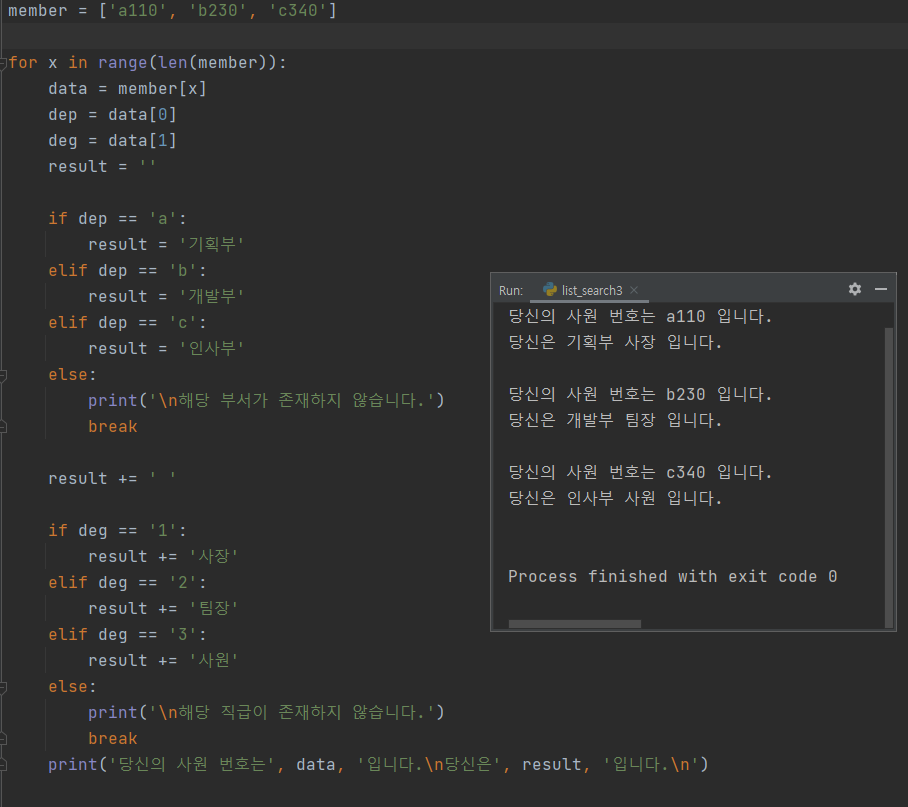 member = ['a110', 'b230', 'c340']
for x in range(len(member)):
    data = member[x]
    dep = data[0]
    deg = data[1]
    result = ''
    if dep == 'a':
        result = '기획부'
    elif dep == 'b':
        result = '개발부'
    elif dep == 'c':
        result = '인사부'
    else:
        print('\n해당 부서가 존재하지 않습니다.')
        break
    result += ' '
    if deg == '1':
        result += '사장'
    elif deg == '2':
        result += '팀장'
    elif deg == '3':
        result += '사원'
    else:
        print('\n해당 직급이 존재하지 않습니다.')
        break
    print('당신의 사원 번호는', data, '입니다.\n당신은', result, '입니다.\n')
Run: list_search3
당신의 사원 번호는 a110 입니다.
당신은 기획부 사장 입니다.
당신의 사원 번호는 b230 입니다.
당신은 개발부 팀장 입니다.
당신의 사원 번호는 c340 입니다.
당신은 인사부 사원 입니다.
Process finished with exit code 0